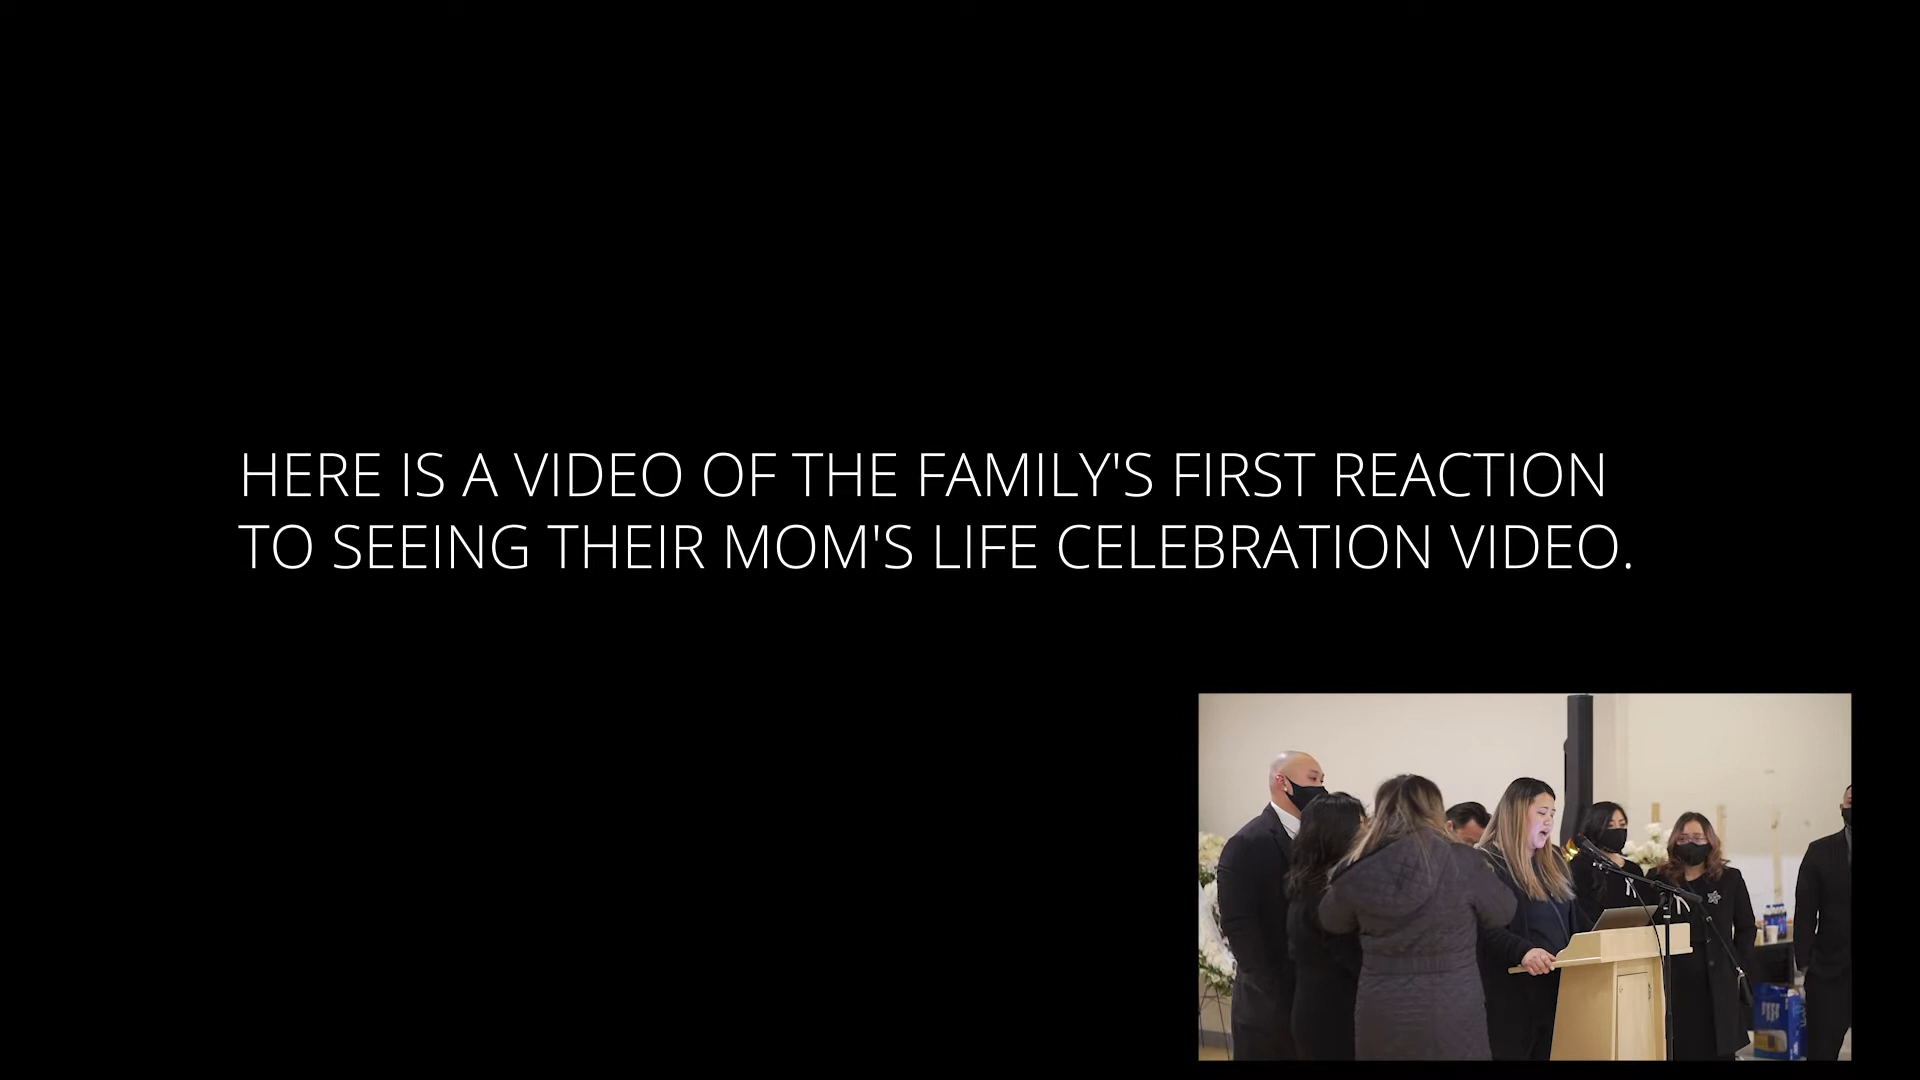 HERE IS A VIDEO OF THE FAMILY'S FIRST REACTION
TO SEEING THEIR MOM'S LIFE CELEBRATION VIDEO.